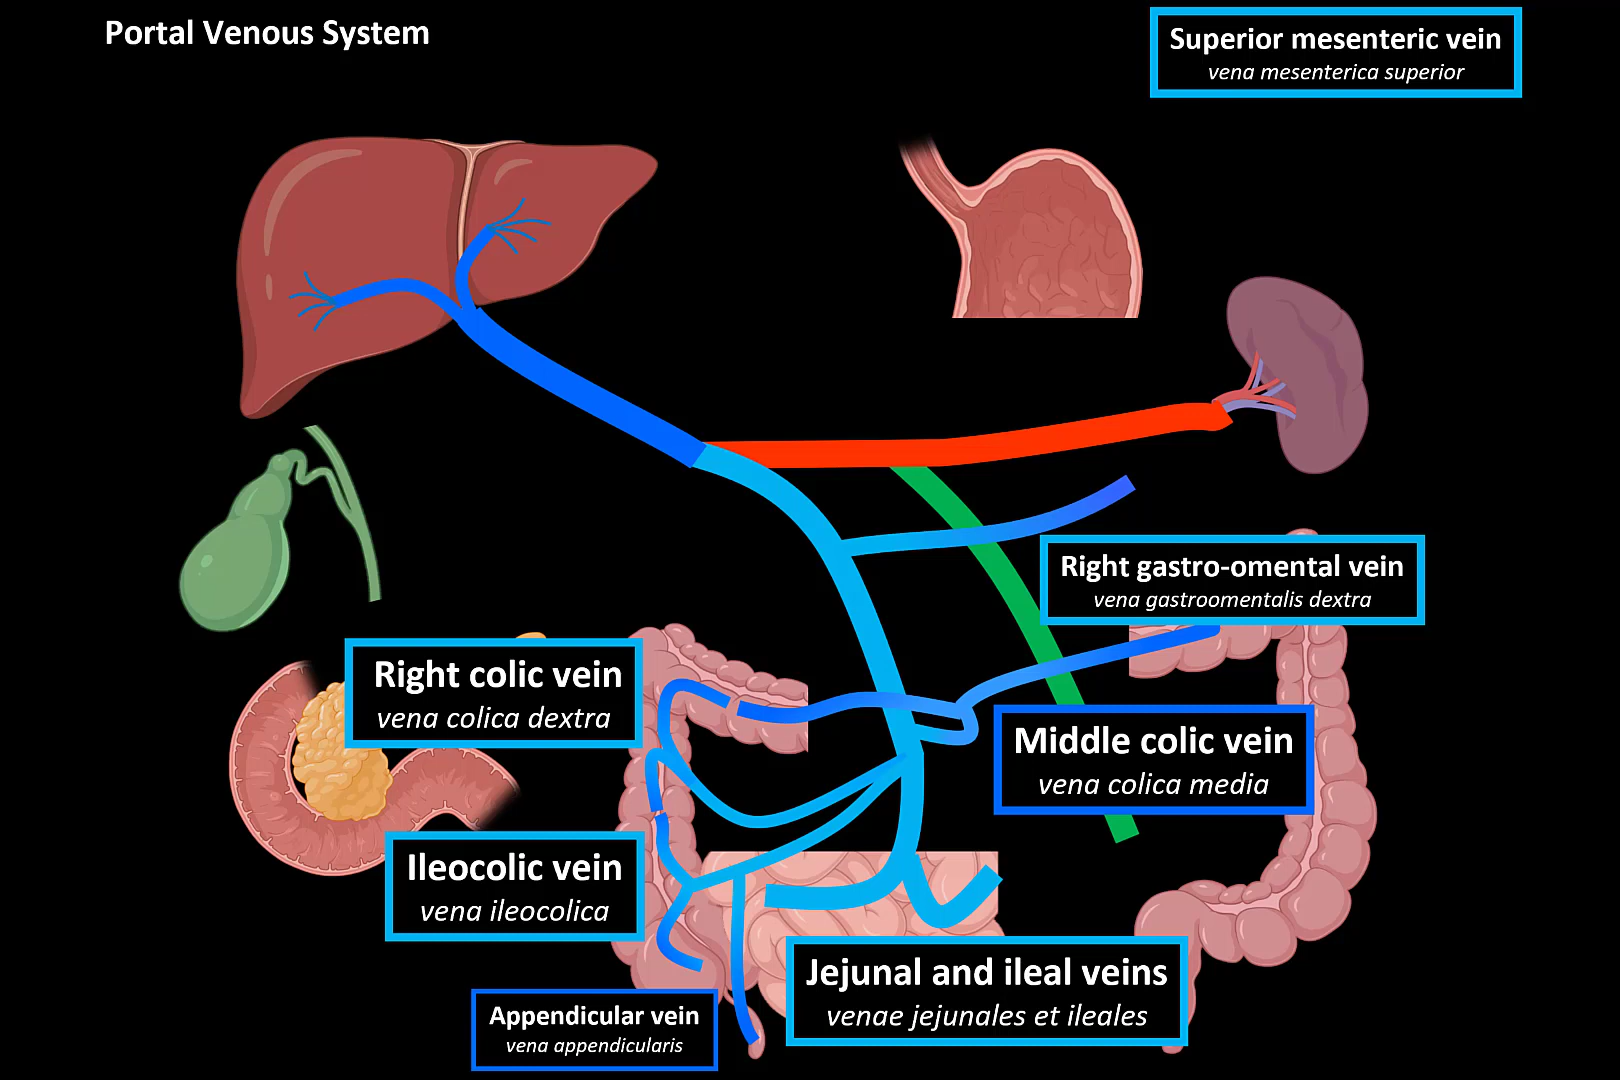 Portal Venous System
Superior mesenteric vein
vena mesenterica superior
Right gastro-omental vein
vena gastroomentalis dextra
Right colic vein
vena colica dextra
Middle colic vein
vena colica media
Ileocolic vein
vena ileocolica
Jejunal and ileal veins
venae jejunales et ileales
Appendicular vein
vena appendicularis